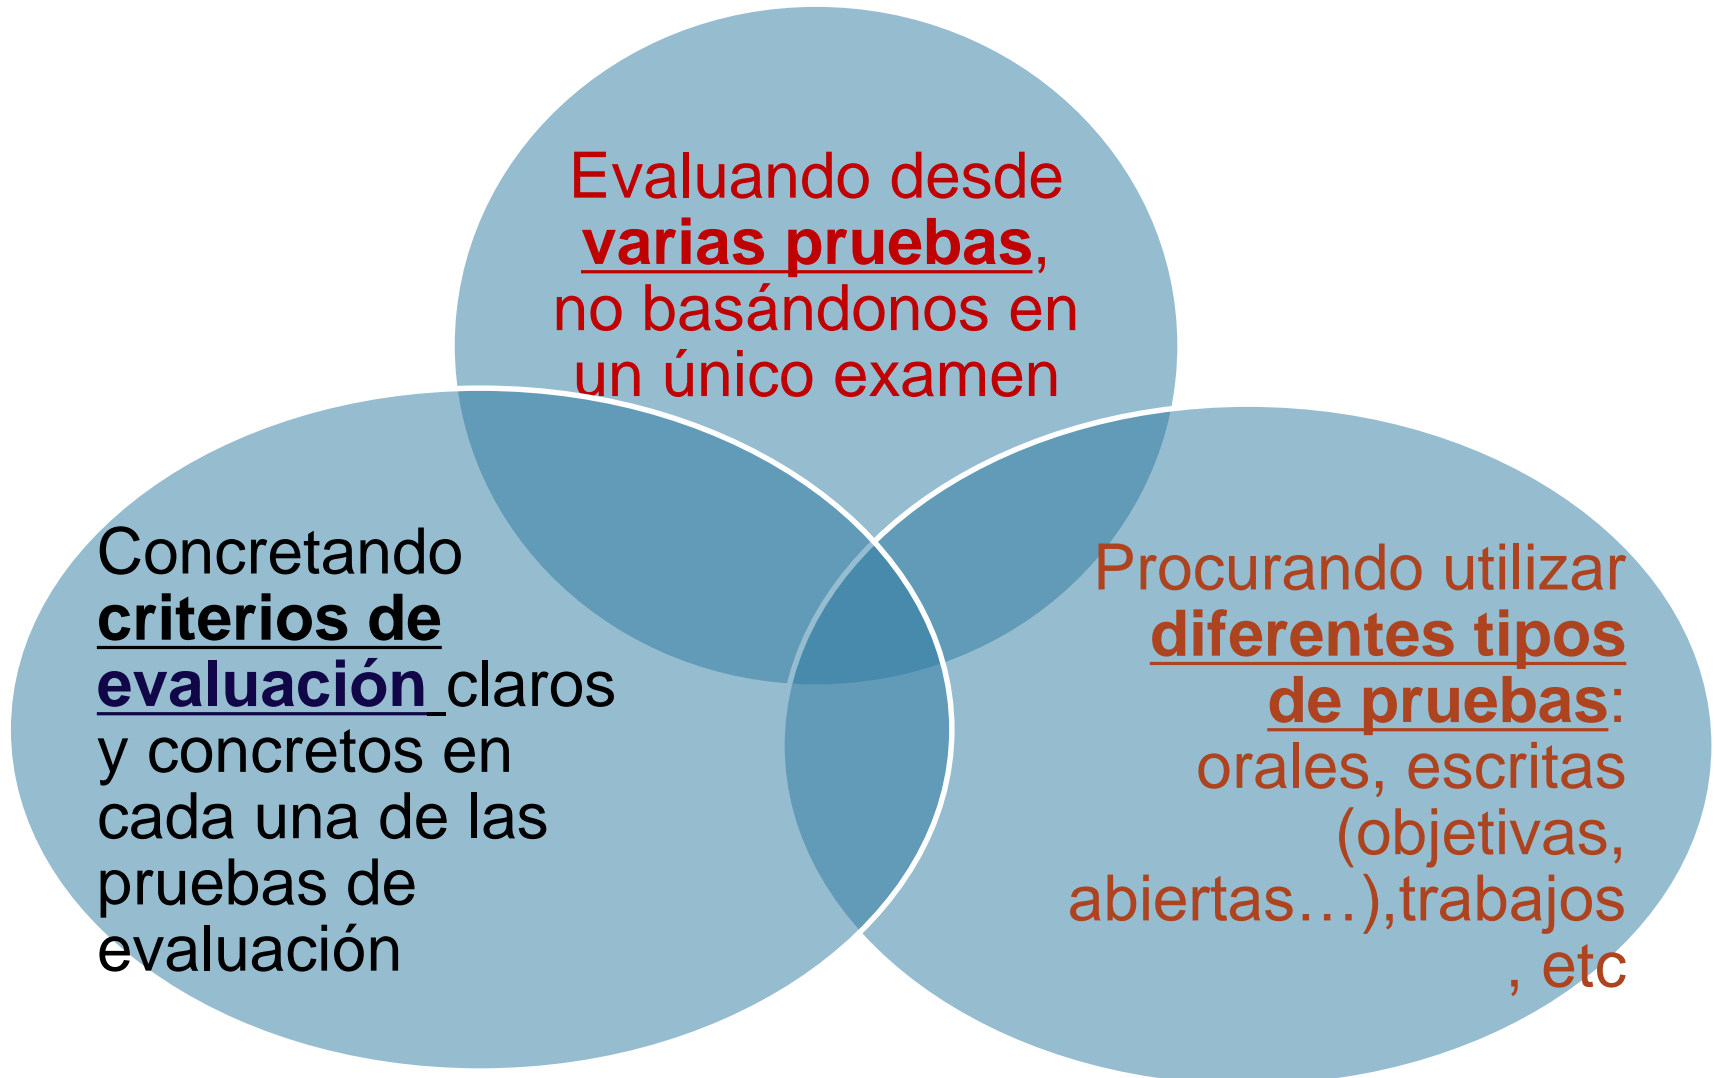 Evaluando desde
varias pruebas,
no basándonos en
un único examen
Concretando
criterios de
evaluación claros
y concretos en
cada una de las
pruebas de
evaluación
Procurando utilizar
diferentes tipos
de pruebas:
orales, escritas
(objetivas,
abiertas…),trabajos
, etc